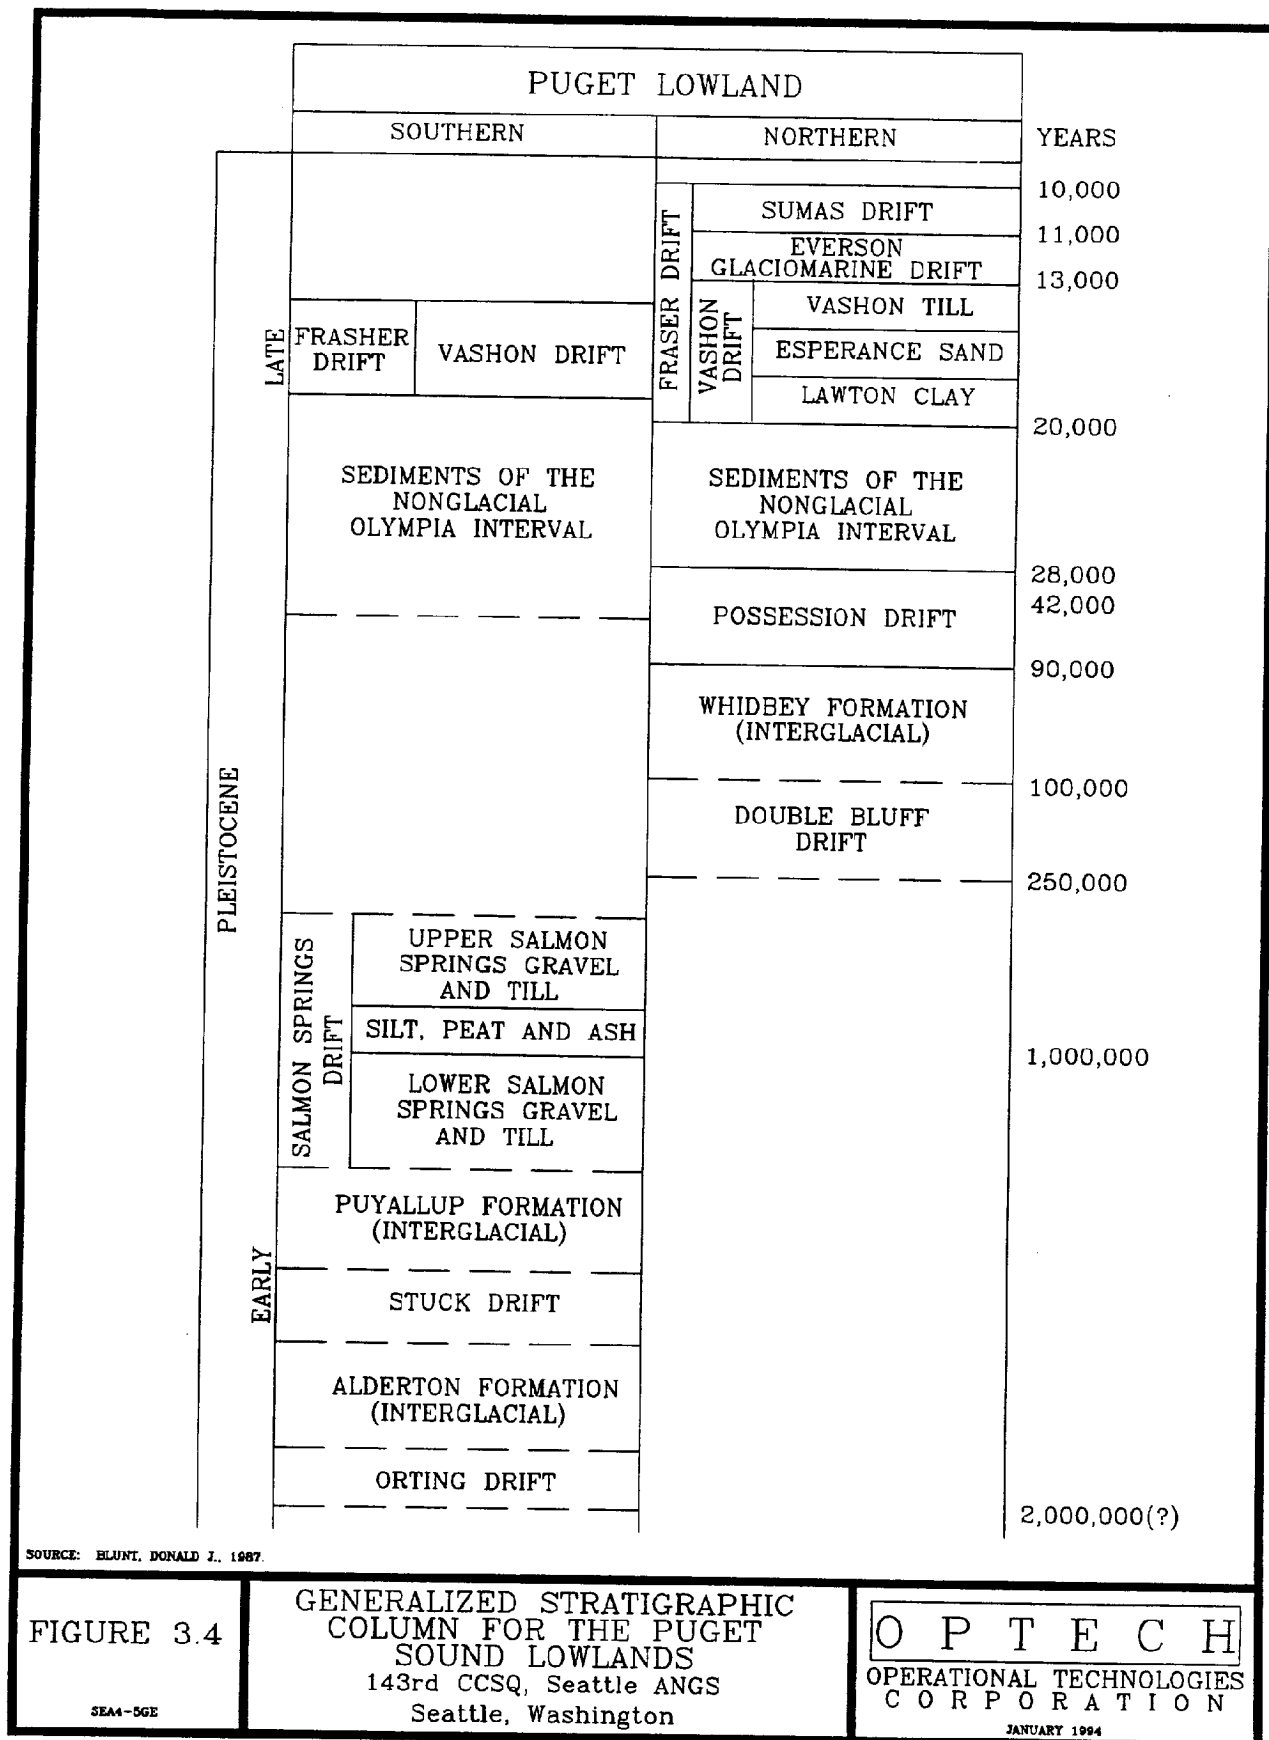 PUGET LOWLAND
SOUTHERN
NORTHERN
YEARS
10,000
SUMAS DRIFT
11,000
EVERSON
GLACIOMARINE DRIFT
13,000
FRASER DRIFT
VASHON
DRIFT
VASHON TILL
ESPERANCE SAND
LAWTON CLAY
20,000
LATE
FRASHER
DRIFT
VASHON DRIFT
SEDIMENTS OF THE
NONGLACIAL
OLYMPIA INTERVAL
SEDIMENTS OF THE
NONGLACIAL
OLYMPIA INTERVAL
28,000
42,000
POSSESSION DRIFT
90,000
WHIDBEY FORMATION
(INTERGLACIAL)
100,000
DOUBLE BLUFF
DRIFT
250,000
PLEISTOCENE
SALMON SPRINGS
DRIFT
UPPER SALMON
SPRINGS GRAVEL
AND TILL
SILT, PEAT AND ASH
1,000,000
LOWER SALMON
SPRINGS GRAVEL
AND TILL
PUYALLUP FORMATION
(INTERGLACIAL)
EARLY
STUCK DRIFT
ALDERTON FORMATION
(INTERGLACIAL)
ORTING DRIFT
2,000,000(?)
SOURCE: BLUNT, DONALD J., 1987.
FIGURE 3.4
SEA4-5GE
GENERALIZED STRATIGRAPHIC
COLUMN FOR THE PUGET
SOUND LOWLANDS
143rd CCSQ, Seattle ANGS
Seattle, Washington
OPTECH
OPERATIONAL TECHNOLOGIES
CORPORATION
JANUARY 1994